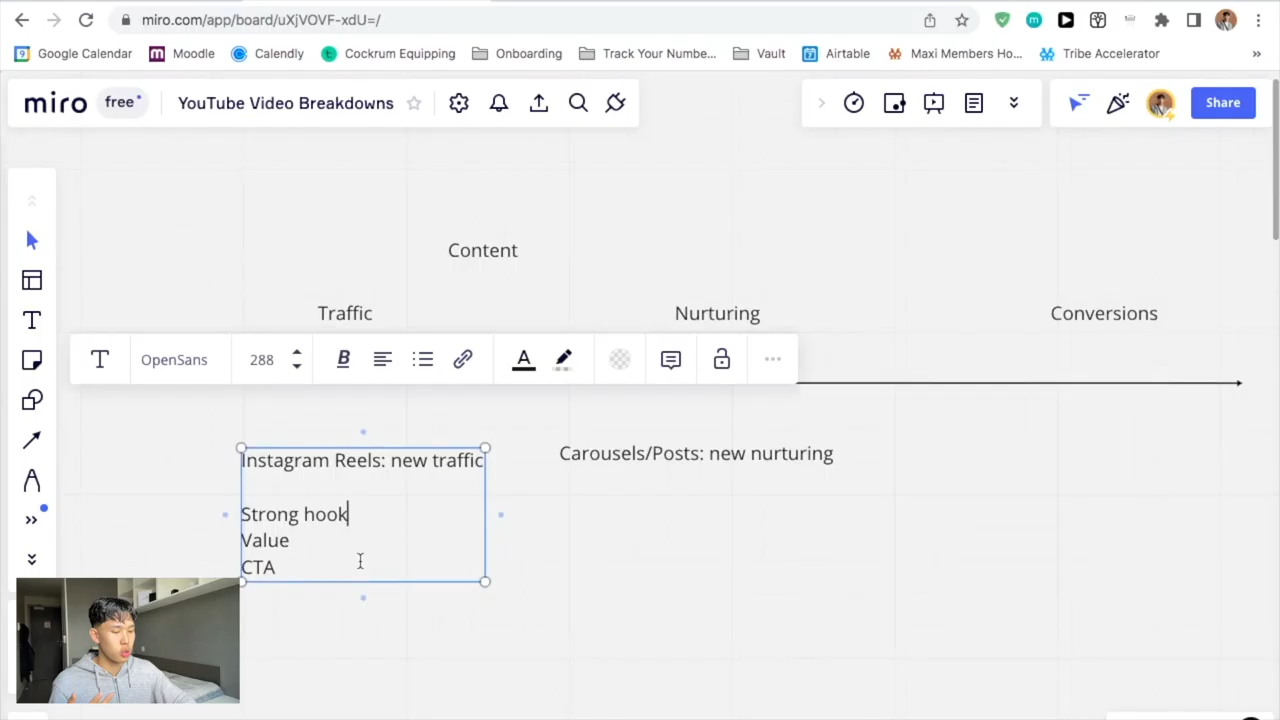 miro.com/app/board/uXjVOVF-xdU=/
Google Calendar
Moodle
Calendly
Cockrum Equipping
Onboarding
Track Your Numbe...
Vault
Airtable
Maxi Members Ho...
Tribe Accelerator
»
miro
free
YouTube Video Breakdowns
Share
Content
Traffic
Nurturing
Conversions
OpenSans
288
B
A
Instagram Reels: new traffic
Strong hook
Value
CTA
Carousels/Posts: new nurturing